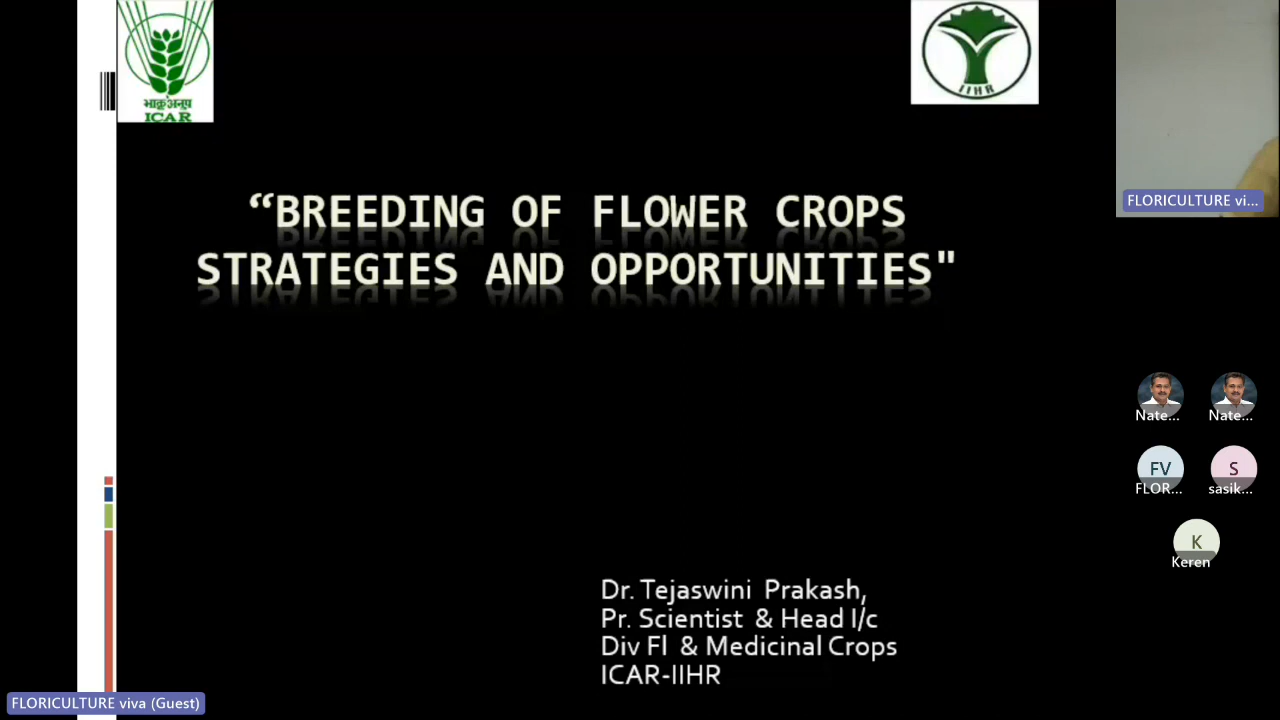 भाकृअनुप
ICAR
IIHR
“BREEDING OF FLOWER CROPS
STRATEGIES AND OPPORTUNITIES"
Dr. Tejaswini Prakash,
Pr. Scientist & Head I/c
Div Fl & Medicinal Crops
ICAR-IIHR
FLORICULTURE vi...
Nate...
Nate...
FV
FLOR...
S
sasik...
K
Keren
FLORICULTURE viva (Guest)